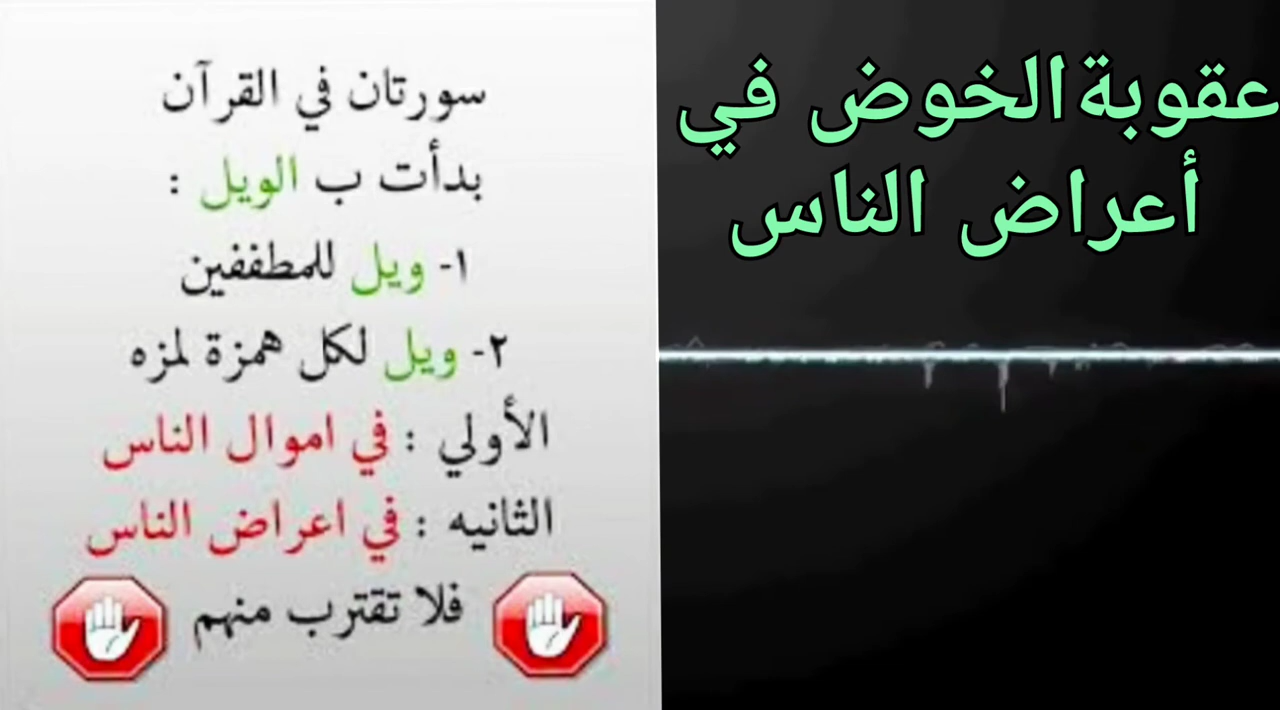 عقوبة الخوض في
أعراض الناس
سورتان في القرآن
بدأت ب الويل :
١- ويل للمطففين
٢- ويل لكل همزة لمزه
الأولي : في اموال الناس
الثانيه : في اعراض الناس
فلا تقترب منهم